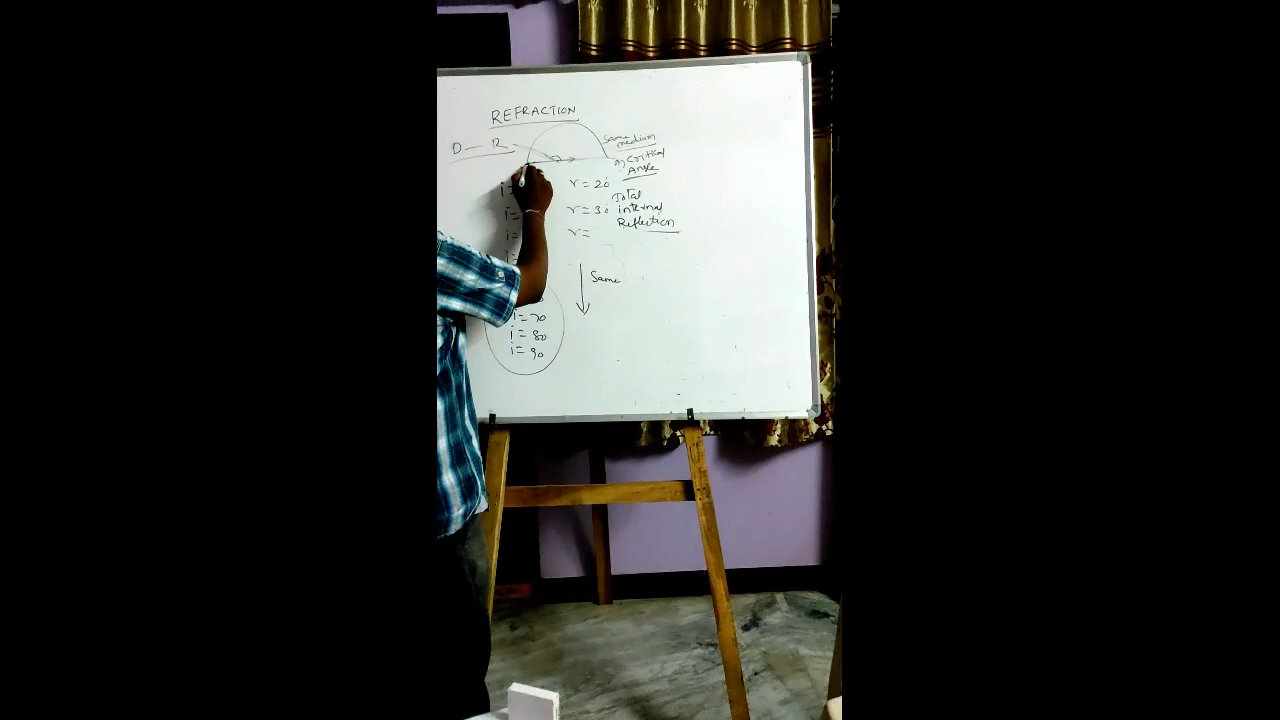 REFRACTION
D — R
Same
medium
Critical
Angle
i = r = 20
Total
i = r = 30 internal
Reflection
i = r =
i =
Same
i = 70
i = 80
i = 90